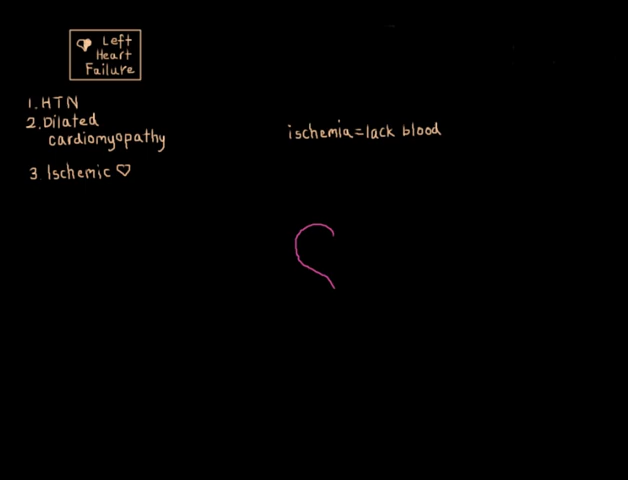 Left
Heart
Failure
1. HTN
2. Dilated
cardiomyopathy
ischemia = lack blood
3. Ischemic ♡